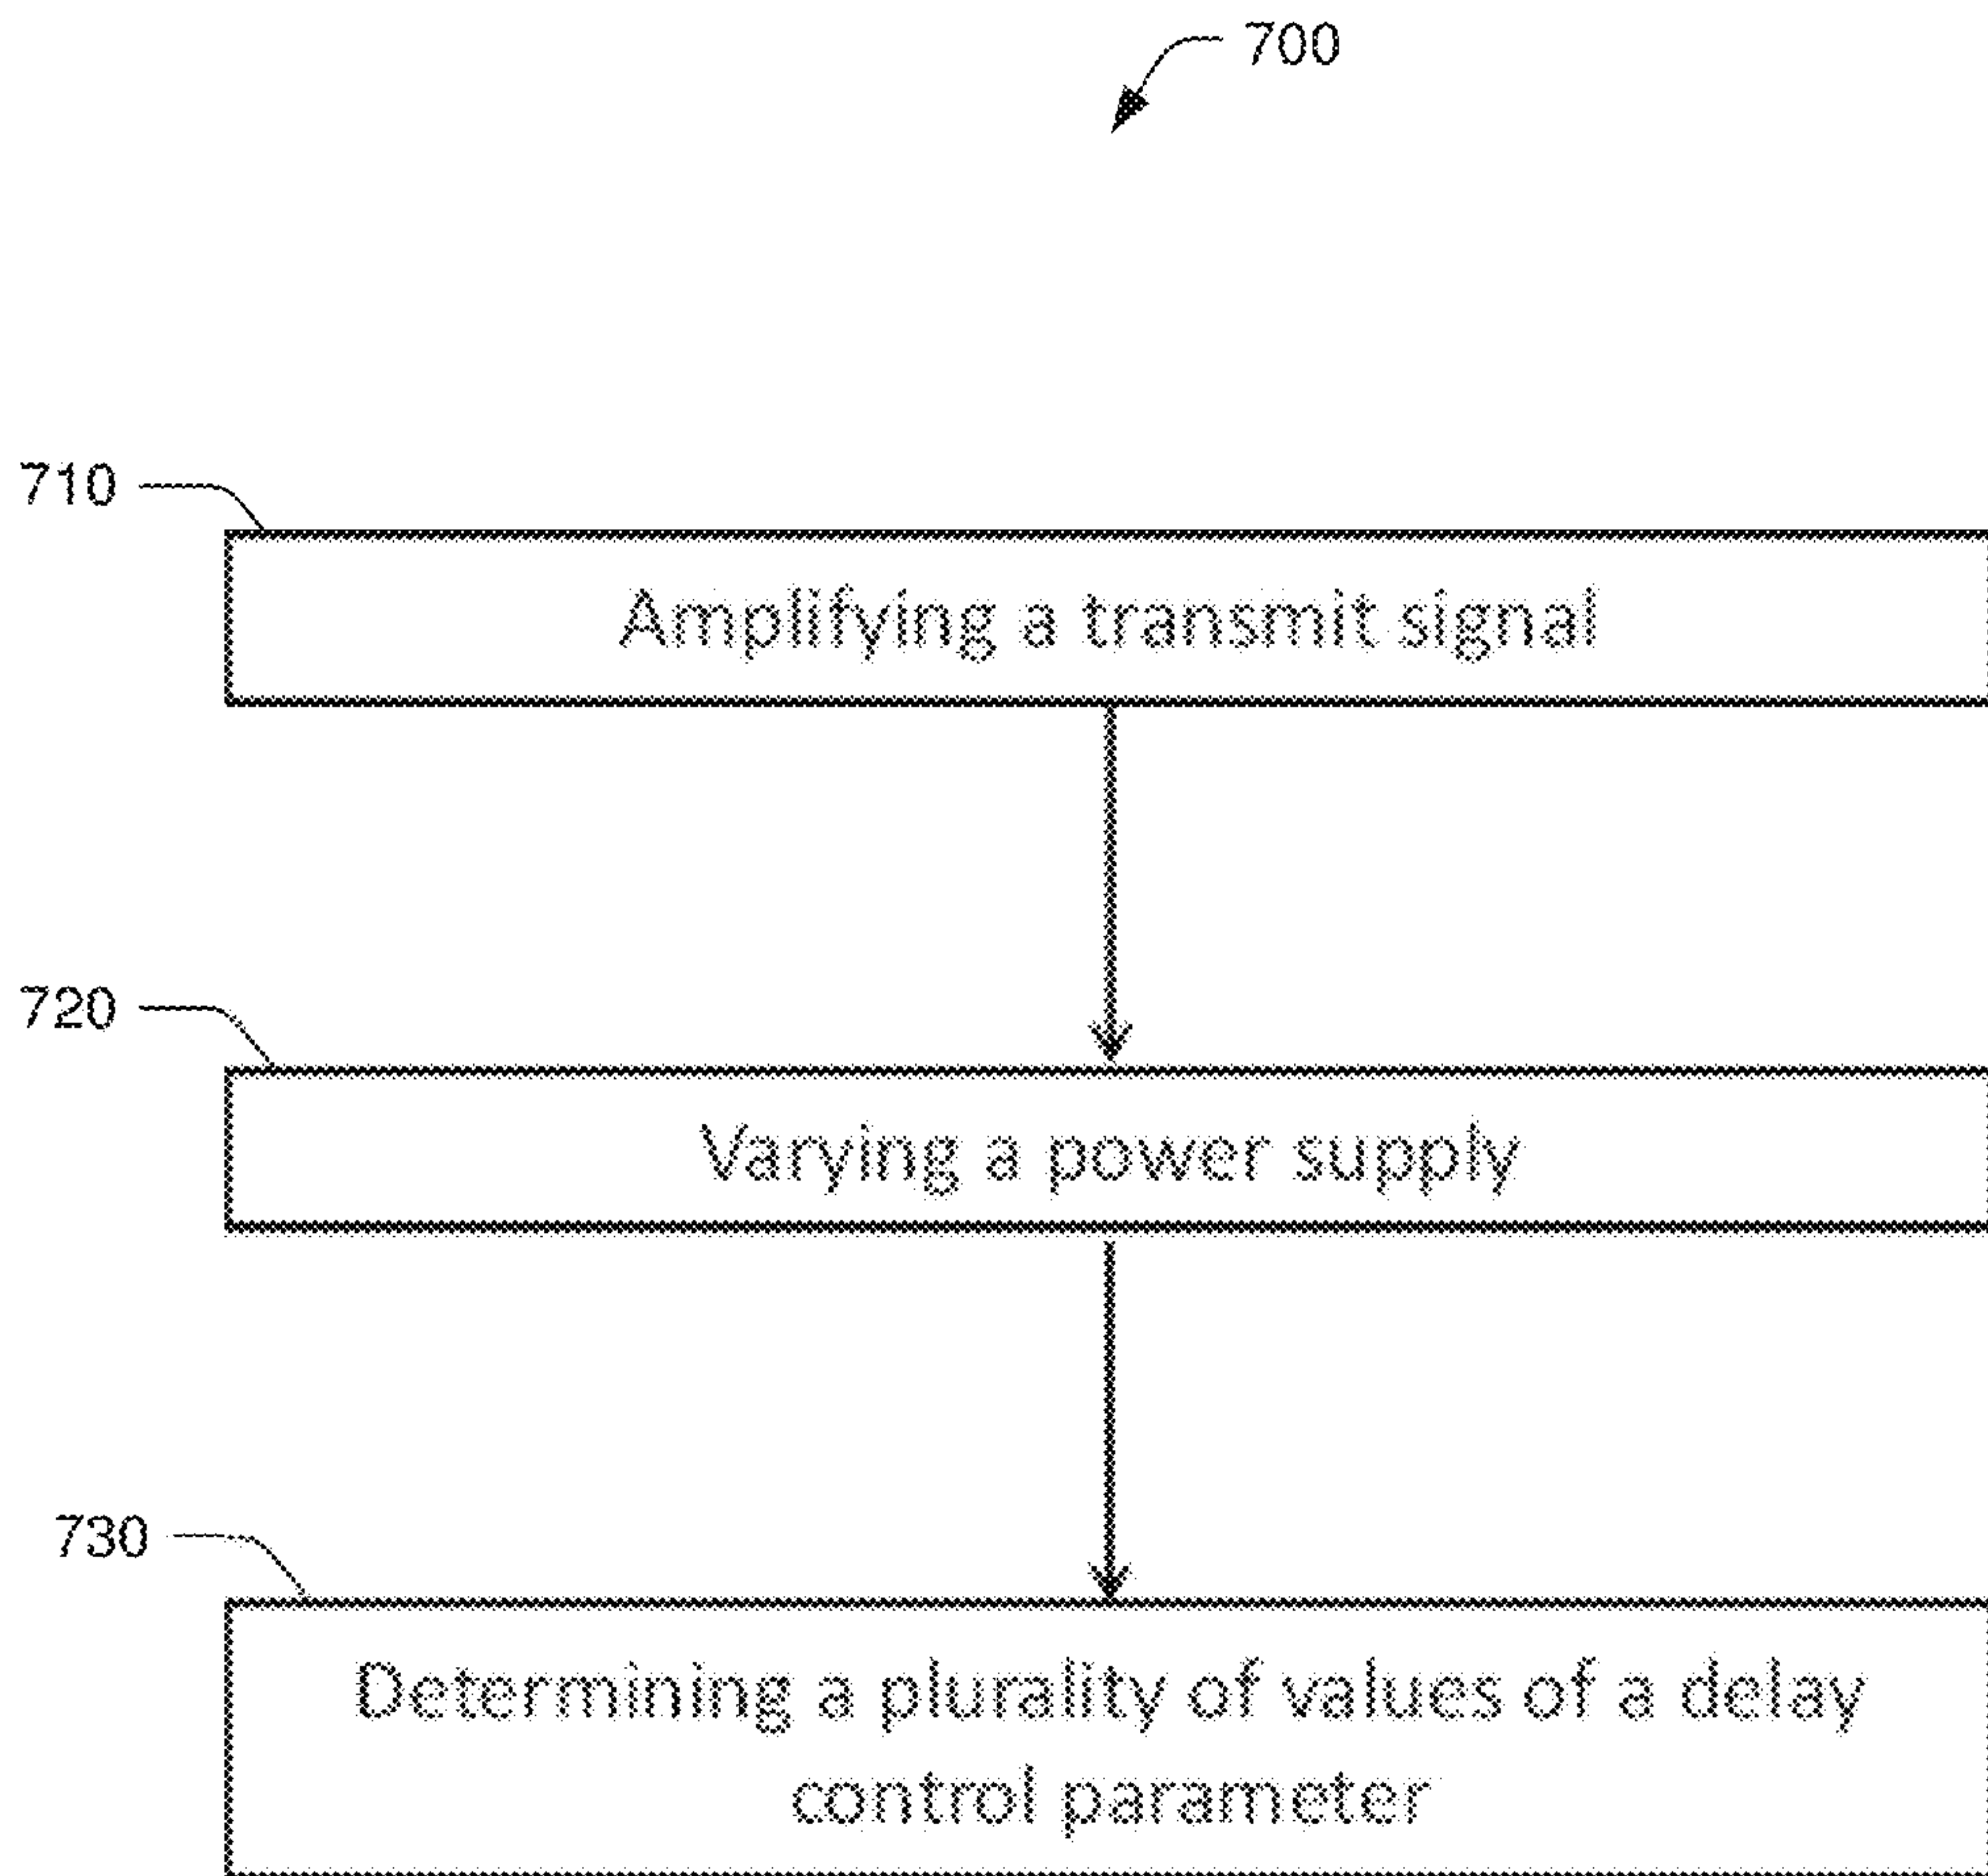 700
710
Amplifying a transmit signal
720
Varying a power supply
730
Determining a plurality of values of a delay
control parameter